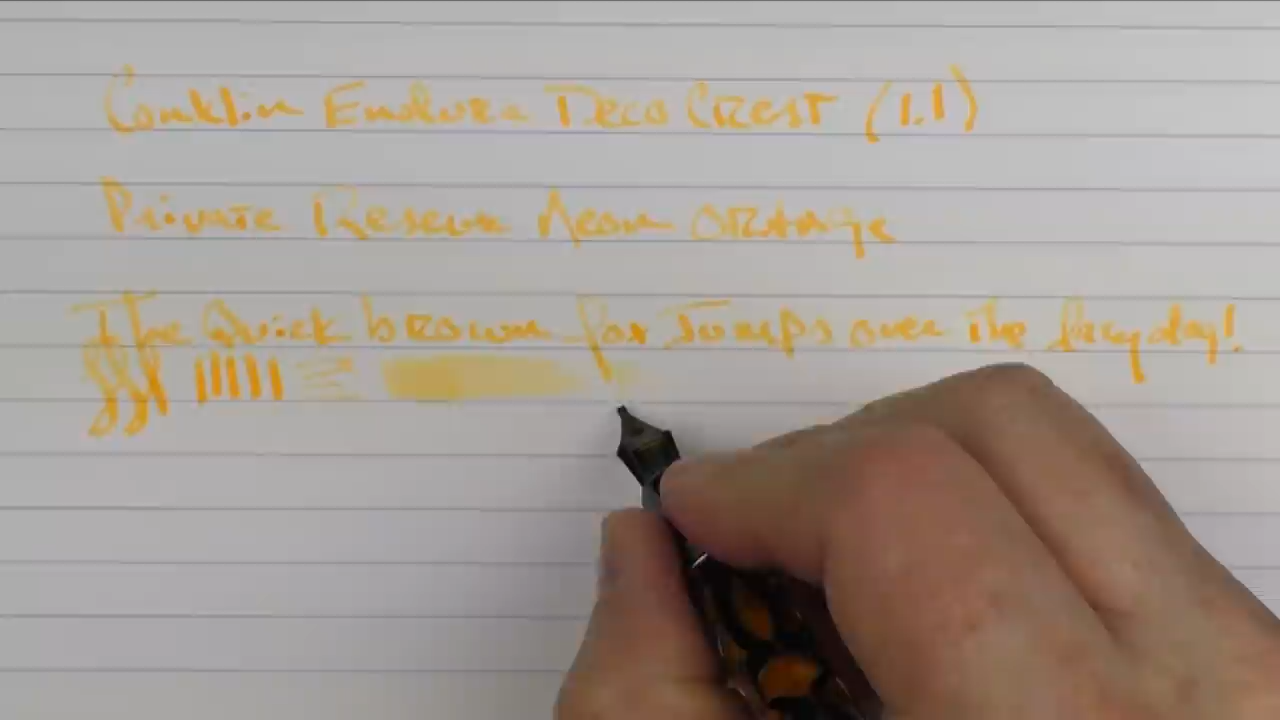 Conklin Endura Deco Crest (1.1)
Private Reserve Neon Orange
The Quick brown fox Jumps over the lazy dog!